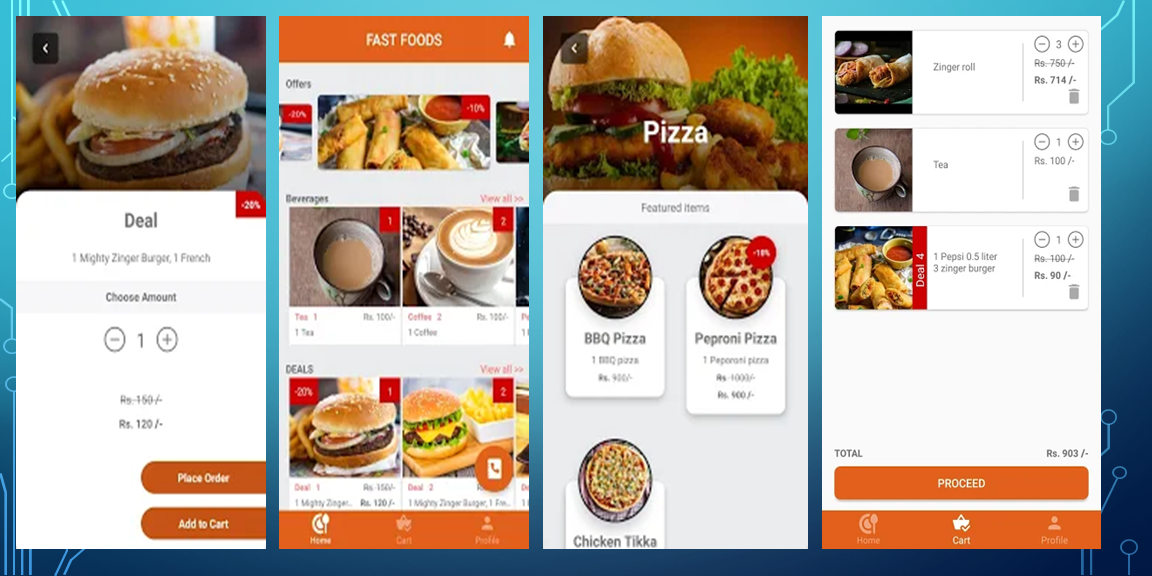 -20%
Deal
1 Mighty Zinger Burger, 1 French
Choose Amount
1
Rs. 150 /-
Rs. 120 /-
Place Order
Add to Cart
FAST FOODS
Offers
-20%
-10%
Beverages View all >>
1
2
Tea 1 Rs. 100/-
1 Tea
Coffee 2 Rs. 100/-
1 Coffee
DEALS View all >>
-20%
1
2
Deal 1 Rs. 150/-
1 Mighty Zinger... Rs. 120 /-
Deal 2 Rs. 100/-
1 Mighty Zinger Burger, 1 Fre...
Home Cart Profile
Pizza
Featured Items
BBQ Pizza
1 BBQ pizza
Rs. 900/-
-10%
Peproni Pizza
1 Peporoni pizza
Rs. 1000/-
Rs. 900 /-
Chicken Tikka
Zinger roll
3
Rs. 750 /-
Rs. 714 /-
Tea
1
Rs. 100 /-
Deal 4
1 Pepsi 0.5 liter
3 zinger burger
1
Rs. 100 /-
Rs. 90 /-
TOTAL Rs. 903 /-
PROCEED
Home Cart Profile